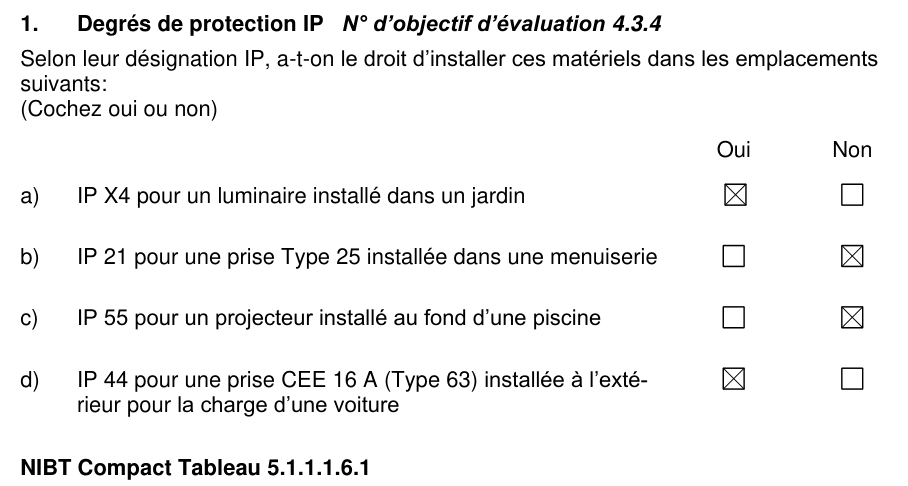 1. Degrés de protection IP N° d’objectif d’évaluation 4.3.4
Selon leur désignation IP, a-t-on le droit d’installer ces matériels dans les emplacements
suivants:
(Cochez oui ou non)
Oui Non
a) IP X4 pour un luminaire installé dans un jardin ☒ ☐
b) IP 21 pour une prise Type 25 installée dans une menuiserie ☐ ☒
c) IP 55 pour un projecteur installé au fond d’une piscine ☐ ☒
d) IP 44 pour une prise CEE 16 A (Type 63) installée à l’exté- ☒ ☐
rieur pour la charge d’une voiture
NIBT Compact Tableau 5.1.1.1.6.1